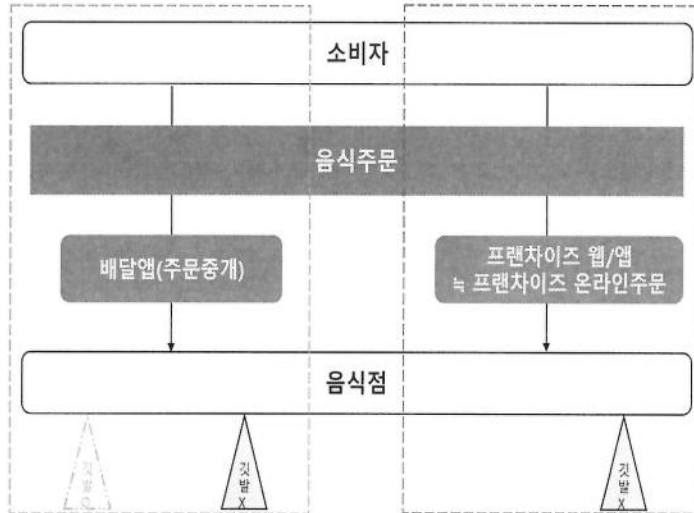 소비자
음식주문
배달앱(주문중개)
프랜차이즈 웹/앱
≒ 프랜차이즈 온라인주문
음식점
깃
발
O
깃
발
X
깃
발
X